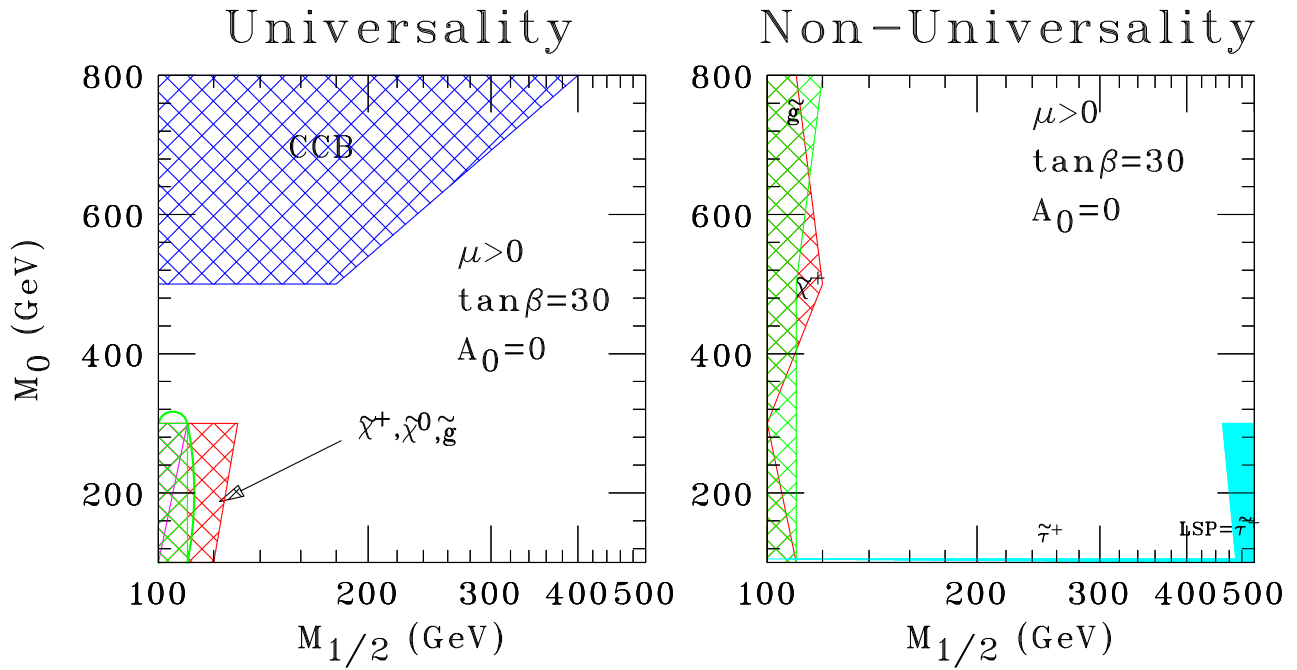 Universality
800
600
400
200
100
200
300
400
500
M0 (GeV)
M1/2 (GeV)
CCB
μ>0
tanβ=30
A0=0
χ̃+,χ̃0,g̃
Non-Universality
800
600
400
200
100
200
300
400
500
M1/2 (GeV)
g̃
χ̃+
μ>0
tanβ=30
A0=0
τ̃+
LSP=τ̃+